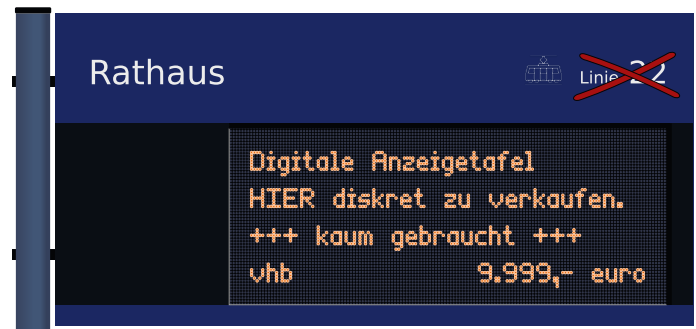 Rathaus
Linie 22
Digitale Anzeigetafel
HIER diskret zu verkaufen.
+++ kaum gebraucht +++
vhb 9.999,- euro